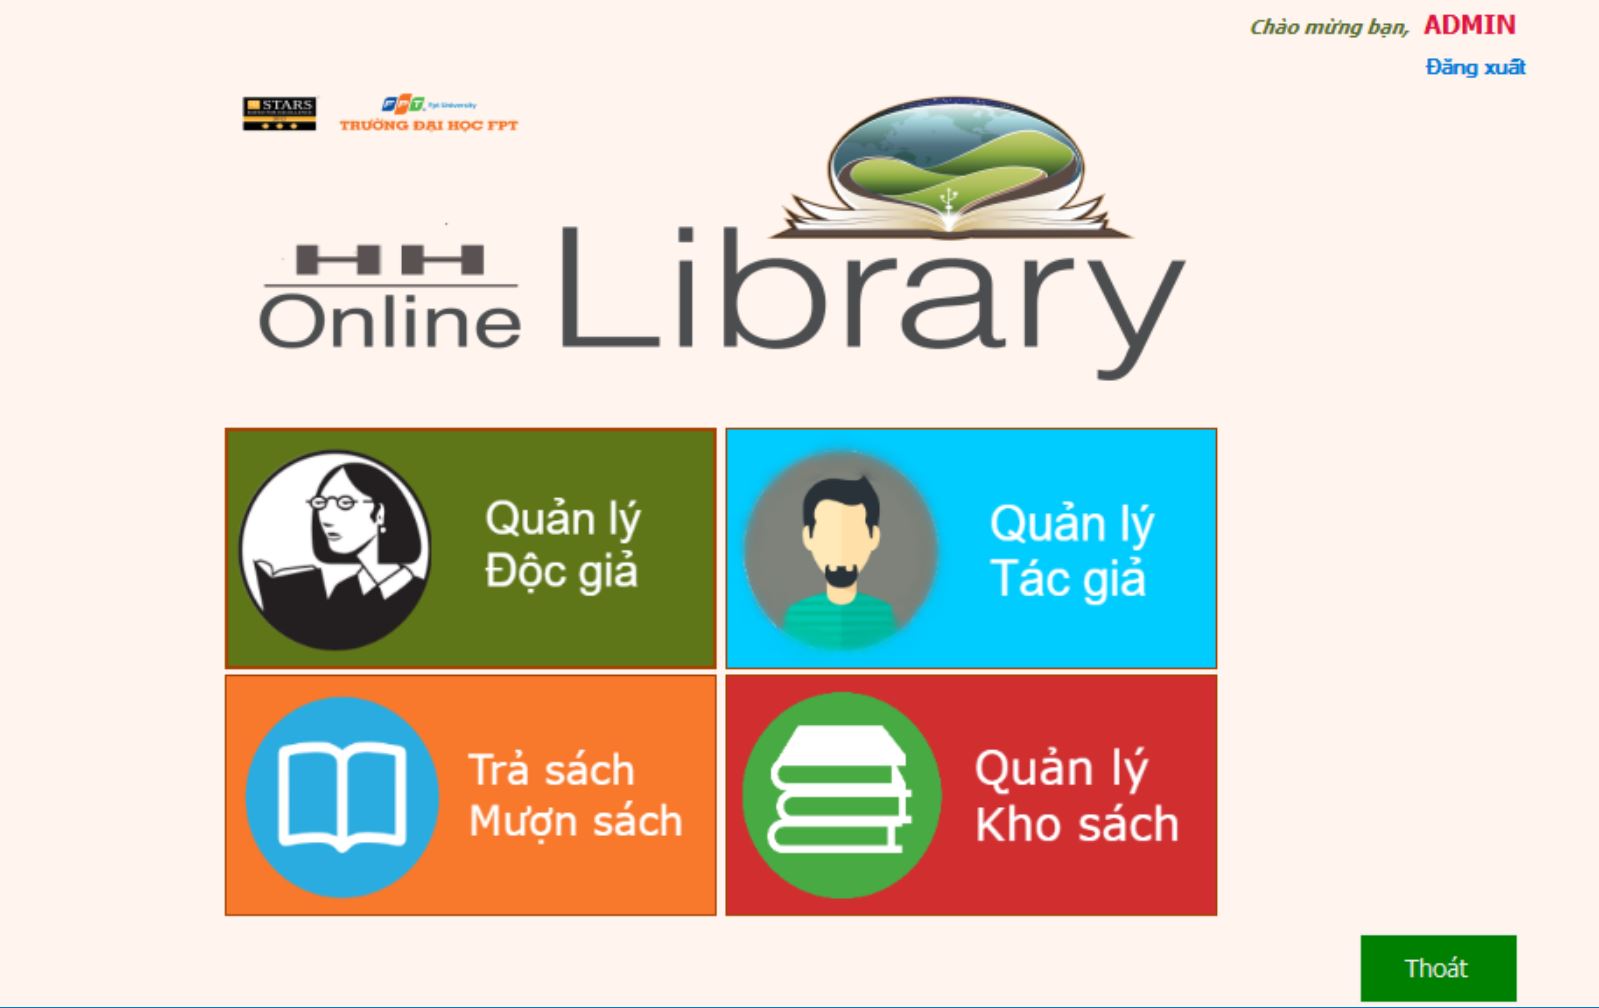 Chào mừng bạn, ADMIN
Đăng xuất
STARS
FPT. Fpt University
TRƯỜNG ĐẠI HỌC FPT
HH
Online Library
Quản lý
Độc giả
Quản lý
Tác giả
Trả sách
Mượn sách
Quản lý
Kho sách
Thoát